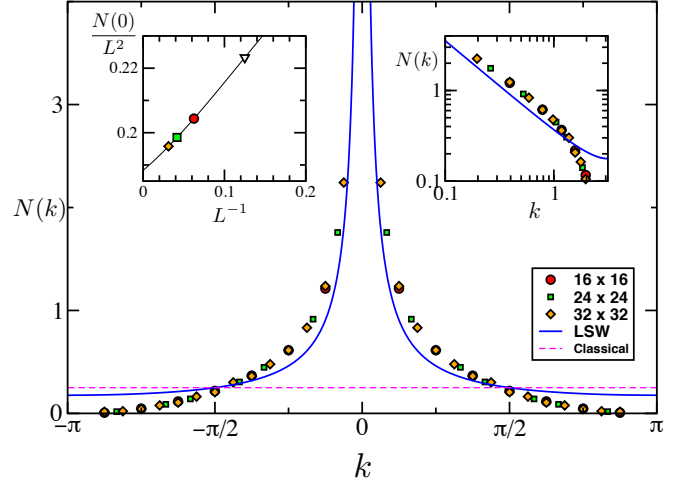 N(0)
L²
0.22
0.2
0
0.1
0.2
L⁻¹
N(k)
1
0.1
0.1
1
k
3
N(k)
1
0
−π
−π/2
0
π/2
π
k
16 x 16
24 x 24
32 x 32
LSW
Classical